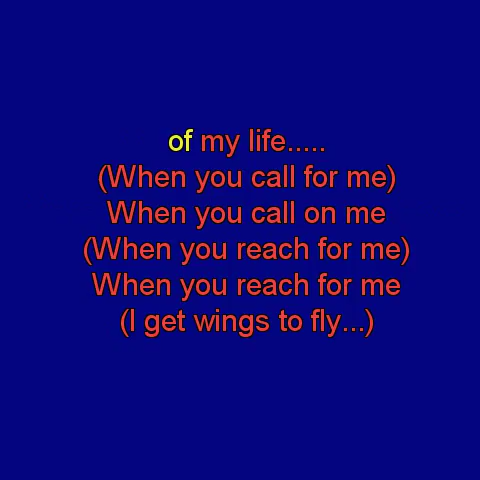 of my life.....
(When you call for me)
When you call on me
(When you reach for me)
When you reach for me
(I get wings to fly...)